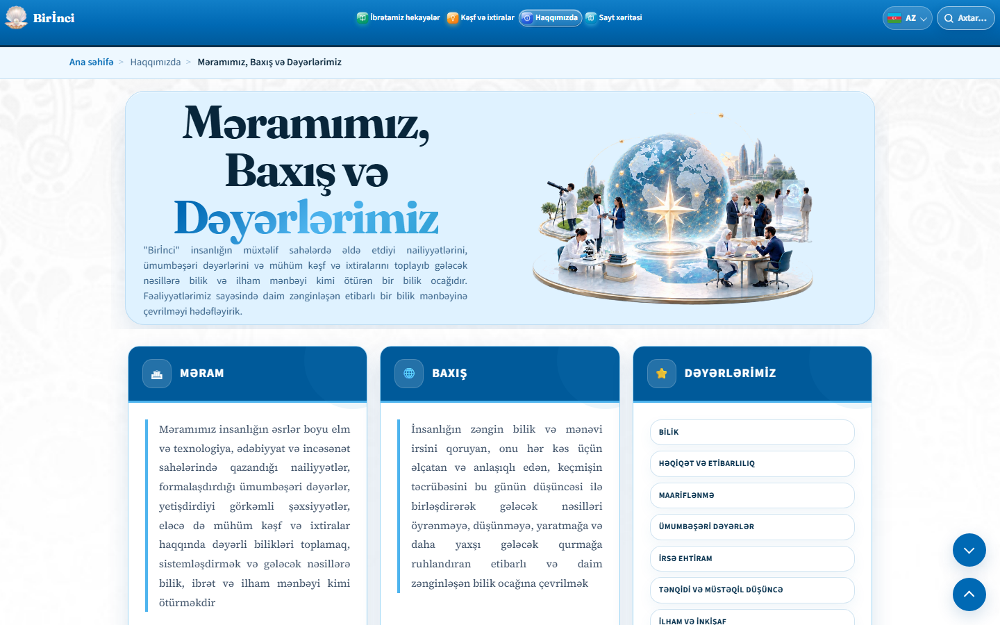 Birİnci
İbrətamiz hekayələr
Kəşf və ixtiralar
Haqqımızda
Sayt xəritəsi
AZ
Axtar...
Ana səhifə > Haqqımızda > Məramımız, Baxış və Dəyərlərimiz
Məramımız,
Baxış və
Dəyərlərimiz
"Birİnci" insanlığın müxtəlif sahələrdə əldə etdiyi nailiyyətlərini,
ümumbəşəri dəyərlərini və mühüm kəşf və ixtiralarını toplayıb gələcək
nəsillərə bilik və ilham mənbəyi kimi ötürən bir bilik ocağıdır.
Fəaliyyətlərimiz sayəsində daim zənginləşən etibarlı bir bilik mənbəyinə
çevrilməyi hədəfləyirik.
MƏRAM
Məramımız insanlığın əsrlər boyu elm
və texnologiya, ədəbiyyat və incəsənət
sahələrində qazandığı nailiyyətlər,
formalaşdırdığı ümumbəşəri dəyərlər,
yetişdirdiyi görkəmli şəxsiyyətlər,
eləcə də mühüm kəşf və ixtiralar
haqqında dəyərli bilikləri toplamaq,
sistemləşdirmək və gələcək nəsillərə
bilik, ibrət və ilham mənbəyi kimi
ötürməkdir
BAXIŞ
İnsanlığın zəngin bilik və mənəvi
irsini qoruyan, onu hər kəs üçün
əlçatan və anlaşıqlı edən, keçmişin
təcrübəsini bu günün düşüncəsi ilə
birləşdirərək gələcək nəsilləri
öyrənməyə, düşünməyə, yaratmağa və
daha yaxşı gələcək qurmağa
ruhlandıran etibarlı və daim
zənginləşən bilik ocağına çevrilmək
DƏYƏRLƏRİMİZ
BİLİK
HƏQİQƏT VƏ ETİBARLILIQ
MAARİFLƏNMƏ
ÜMUMBƏŞƏRİ DƏYƏRLƏR
İRSƏ EHTİRAM
TƏNQİDİ VƏ MÜSTƏQİL DÜŞÜNCƏ
İLHAM VƏ İNKİŞAF